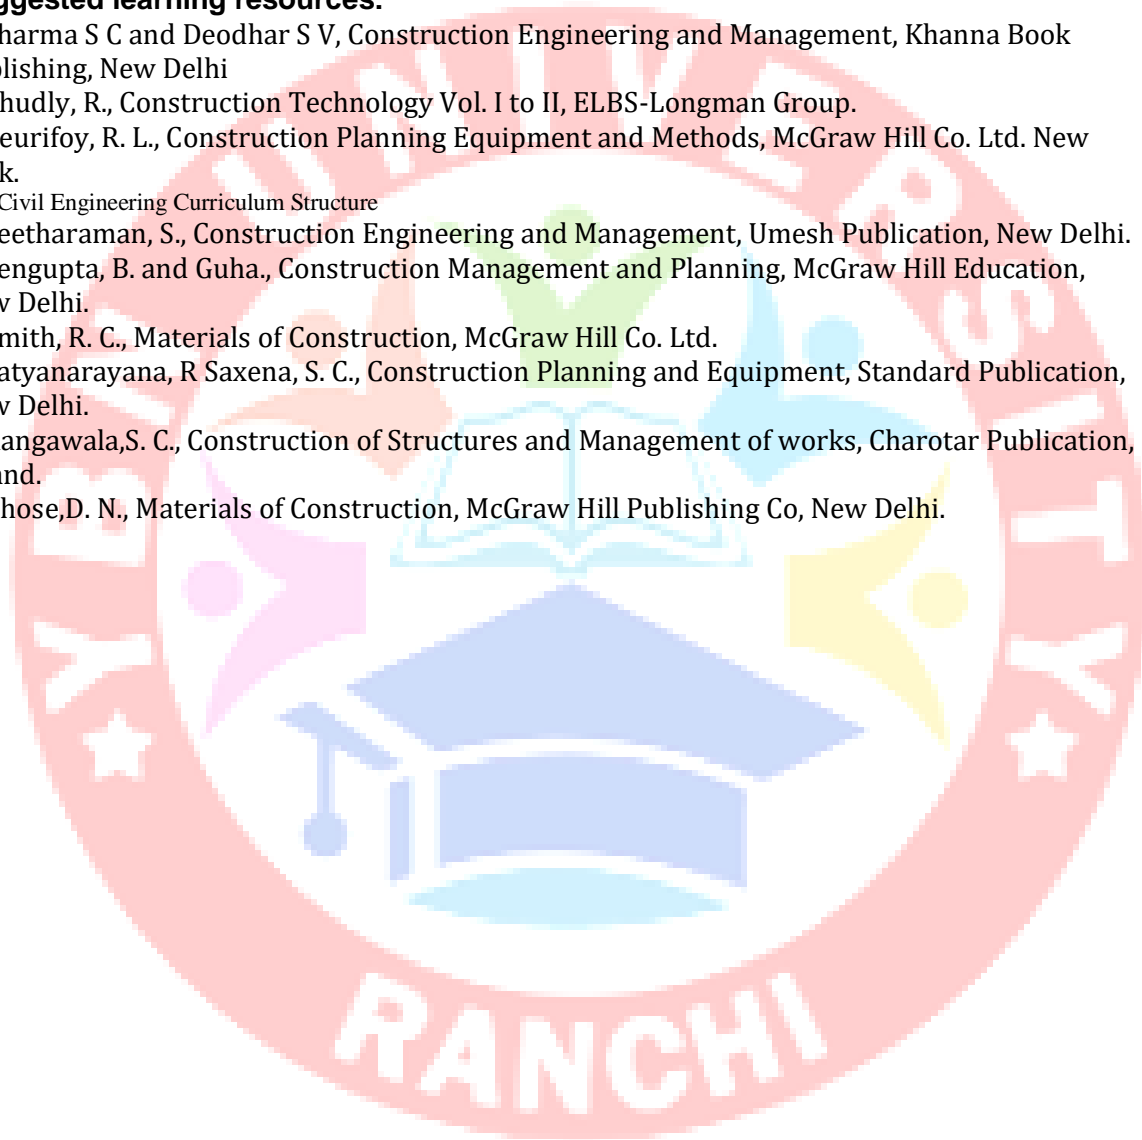 ggested learning resources:
harma S C and Deodhar S V, Construction Engineering and Management, Khanna Book
blishing, New Delhi
hudly, R., Construction Technology Vol. I to II, ELBS-Longman Group.
eurifoy, R. L., Construction Planning Equipment and Methods, McGraw Hill Co. Ltd. New
k.
Civil Engineering Curriculum Structure
eetharaman, S., Construction Engineering and Management, Umesh Publication, New Delhi.
engupta, B. and Guha., Construction Management and Planning, McGraw Hill Education,
w Delhi.
mith, R. C., Materials of Construction, McGraw Hill Co. Ltd.
atyanarayana, R Saxena, S. C., Construction Planning and Equipment, Standard Publication,
w Delhi.
angawala,S. C., Construction of Structures and Management of works, Charotar Publication,
and.
hose,D. N., Materials of Construction, McGraw Hill Publishing Co, New Delhi.
YBN UNIVERSITY
RANCHI